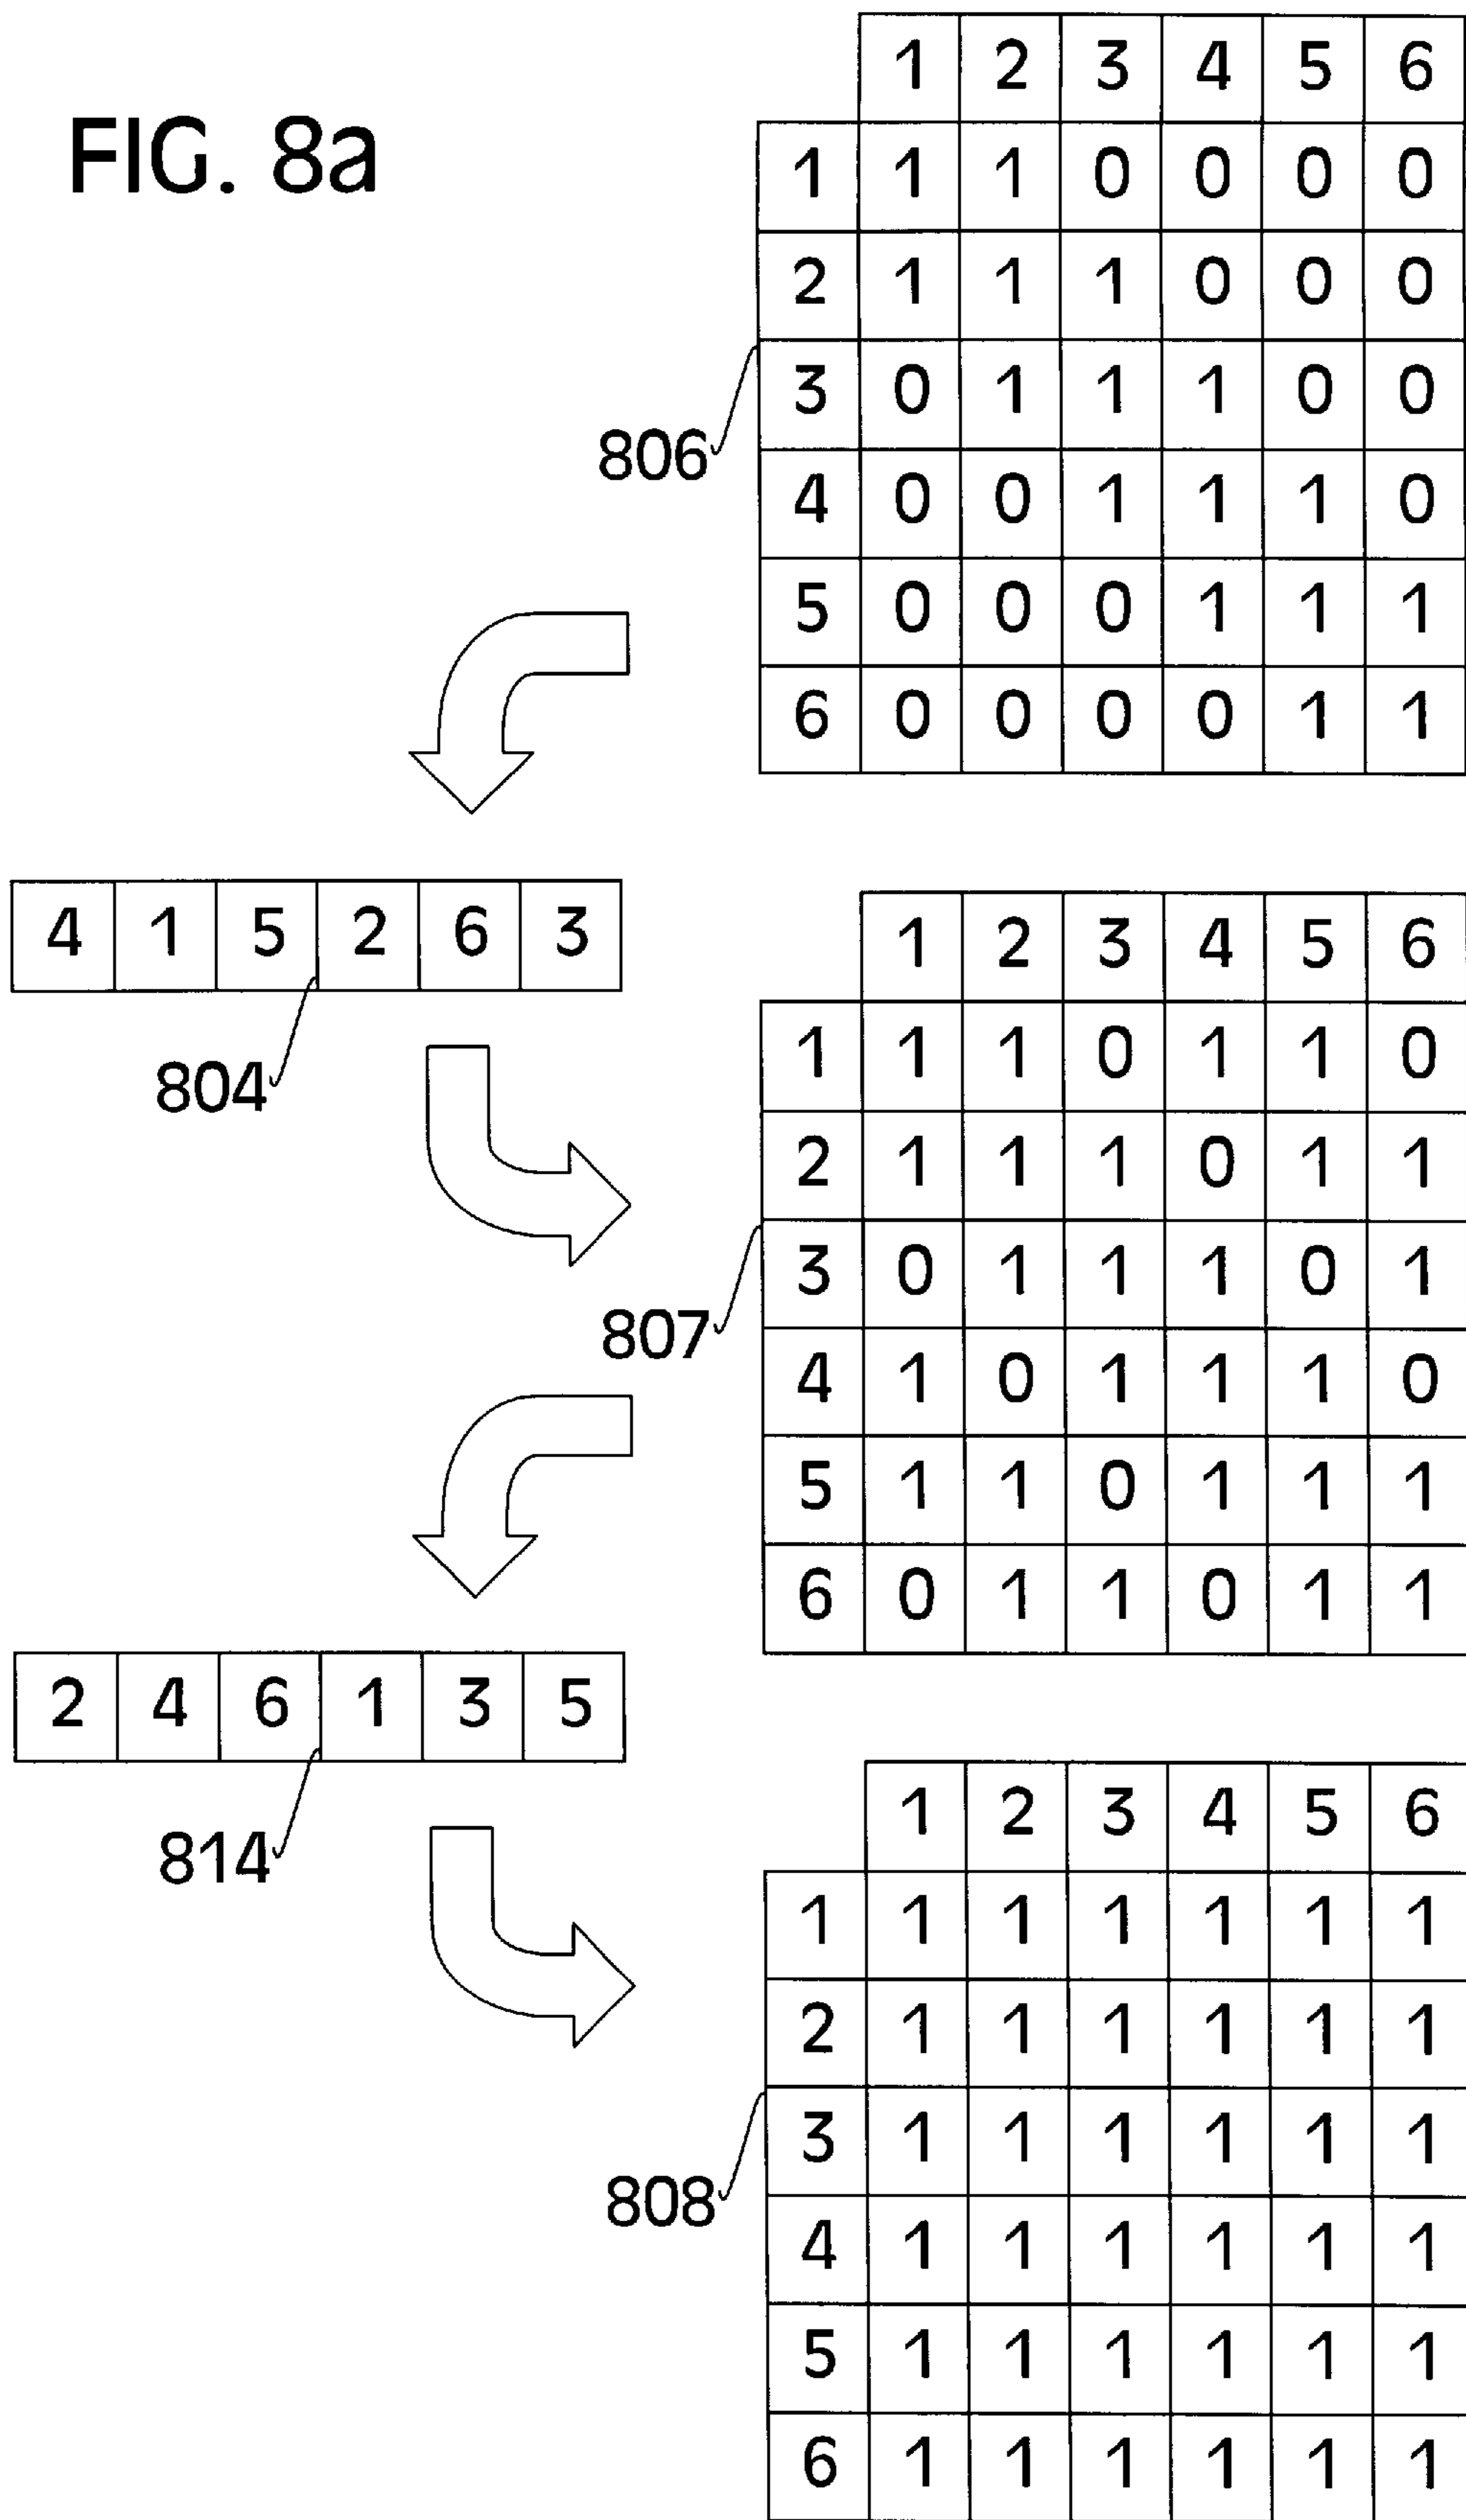 FIG. 8a
1 2 3 4 5 6
1 1 1 0 0 0 0
2 1 1 1 0 0 0
3 0 1 1 1 0 0
806
4 0 0 1 1 1 0
5 0 0 0 1 1 1
6 0 0 0 0 1 1
4 1 5 2 6 3
804
1 2 3 4 5 6
1 1 1 0 1 1 0
2 1 1 1 0 1 1
3 0 1 1 1 0 1
807
4 1 0 1 1 1 0
5 1 1 0 1 1 1
6 0 1 1 0 1 1
2 4 6 1 3 5
814
1 2 3 4 5 6
1 1 1 1 1 1 1
2 1 1 1 1 1 1
3 1 1 1 1 1 1
808
4 1 1 1 1 1 1
5 1 1 1 1 1 1
6 1 1 1 1 1 1